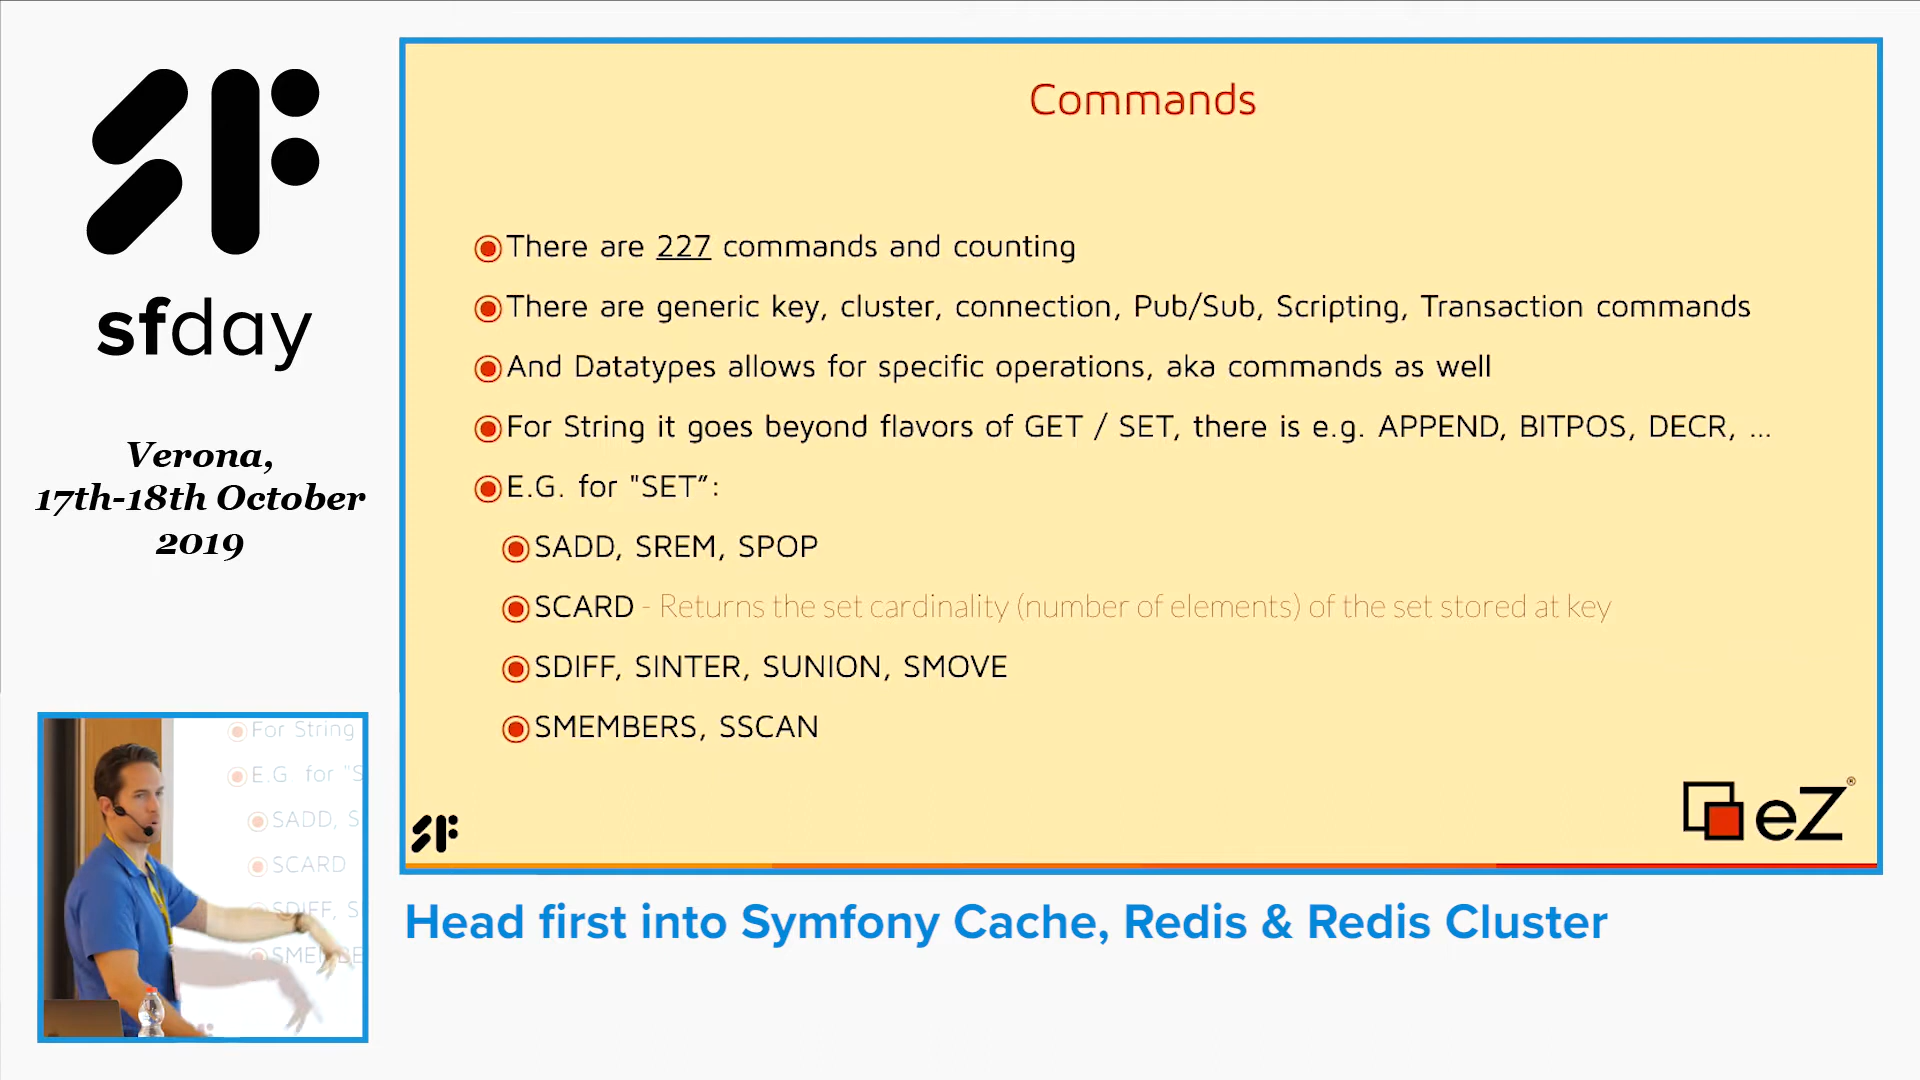 sfday
Verona,
17th-18th October
2019
Commands
There are 227 commands and counting
There are generic key, cluster, connection, Pub/Sub, Scripting, Transaction commands
And Datatypes allows for specific operations, aka commands as well
For String it goes beyond flavors of GET / SET, there is e.g. APPEND, BITPOS, DECR, ...
E.G. for "SET”:
SADD, SREM, SPOP
SCARD - Returns the set cardinality (number of elements) of the set stored at key
SDIFF, SINTER, SUNION, SMOVE
SMEMBERS, SSCAN
eZ®
For String
E.G for "S
SADD, S
SCARD
SDIFF, S
Head first into Symfony Cache, Redis & Redis Cluster